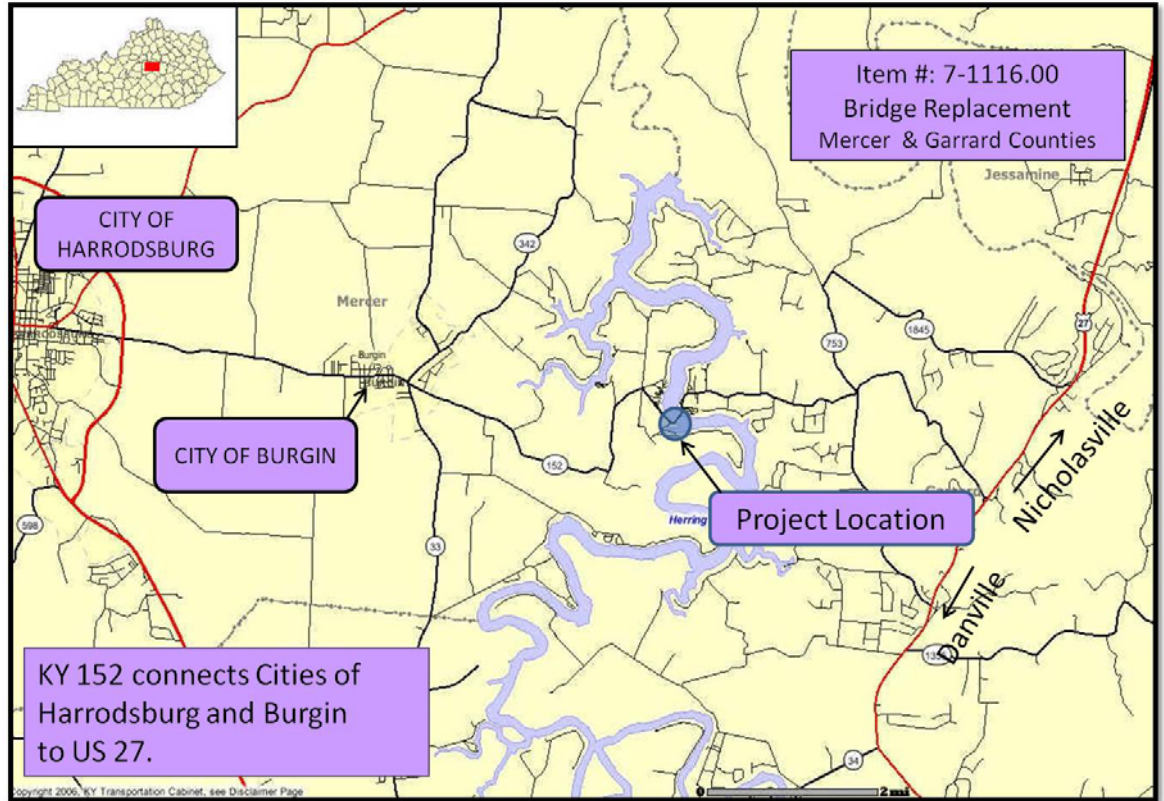 Item #: 7-1116.00
Bridge Replacement
Mercer & Garrard Counties
Jessamine
CITY OF
HARRODSBURG
342
Mercer
27
1845
753
Burgin
CITY OF BURGIN
152
Nicholasville
Project Location
Herring
598
33
Danville
KY 152 connects Cities of
Harrodsburg and Burgin
to US 27.
34
Copyright 2006, KY Transportation Cabinet, see Disclaimer Page
0 2 mi